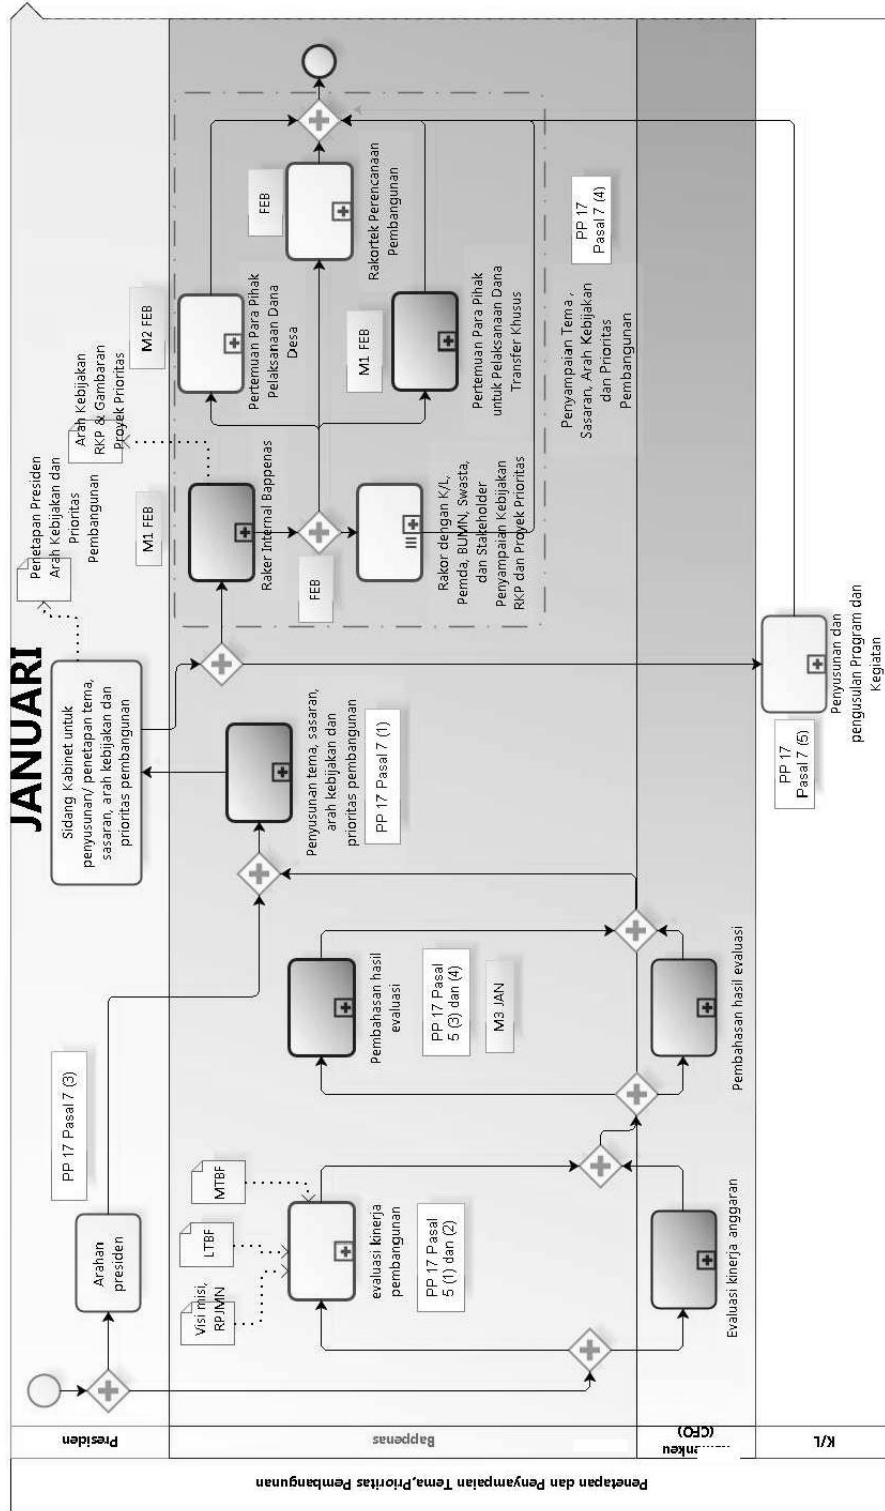 Penetapan dan Penyampaian Tema,Prioritas Pembangunan
Presiden
Bappenas
(CFO)
K/L
JANUARI
Arahan
presiden
PP 17 Pasal 7 (3)
Sidang Kabinet untuk
penyusunan/ penetapan tema,
sasaran, arah kebijakan dan
prioritas pembangunan
Penetapan Presiden
Arah Kebijakan dan
Prioritas
Pembangunan
Arah Kebijakan
RKP & Gambaran
Proyek Prioritas
Visi misi,
RPJMN
LTBF
MTBF
evaluasi kinerja
pembangunan
PP 17 Pasal
5 (1) dan (2)
Evaluasi kinerja anggaran
Pembahasan hasil
evaluasi
PP 17 Pasal
5 (3) dan (4)
M3 JAN
Pembahasan hasil evaluasi
Penyusunan tema, sasaran,
arah kebijakan dan
prioritas pembangunan
PP 17 Pasal 7 (1)
M1 FEB
Raker Internal Bappenas
FEB
Rakor dengan K/L,
Pemda, BUMN, Swasta,
dan Stakeholder
Penyampaian Kebijakan
RKP dan Proyek Prioritas
M2 FEB
Pertemuan Para Pihak
Pelaksanaan Dana
Desa
FEB
Rakortek Perencanaan
Pembangunan
M1 FEB
Pertemuan Para Pihak
untuk Pelaksanaan Dana
Transfer Khusus
Penyampaian Tema ,
Sasaran, Arah Kebijakan
dan Prioritas
Pembangunan
PP 17
Pasal 7 (4)
PP 17
Pasal 7 (5)
Penyusunan dan
pengusulan Program dan
Kegiatan